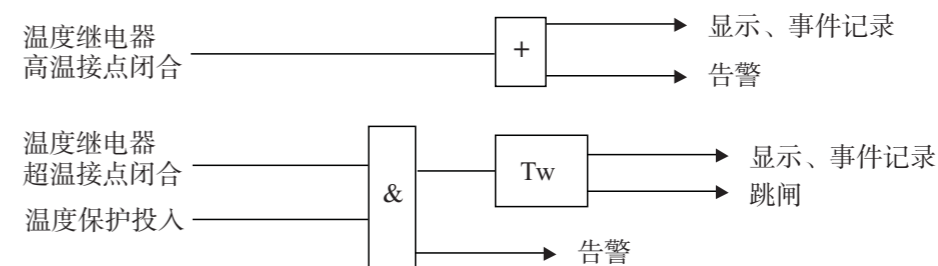 温度继电器
高温接点闭合
+
显示、事件记录
告警
温度继电器
超温接点闭合
温度保护投入
&
Tw
显示、事件记录
跳闸
告警